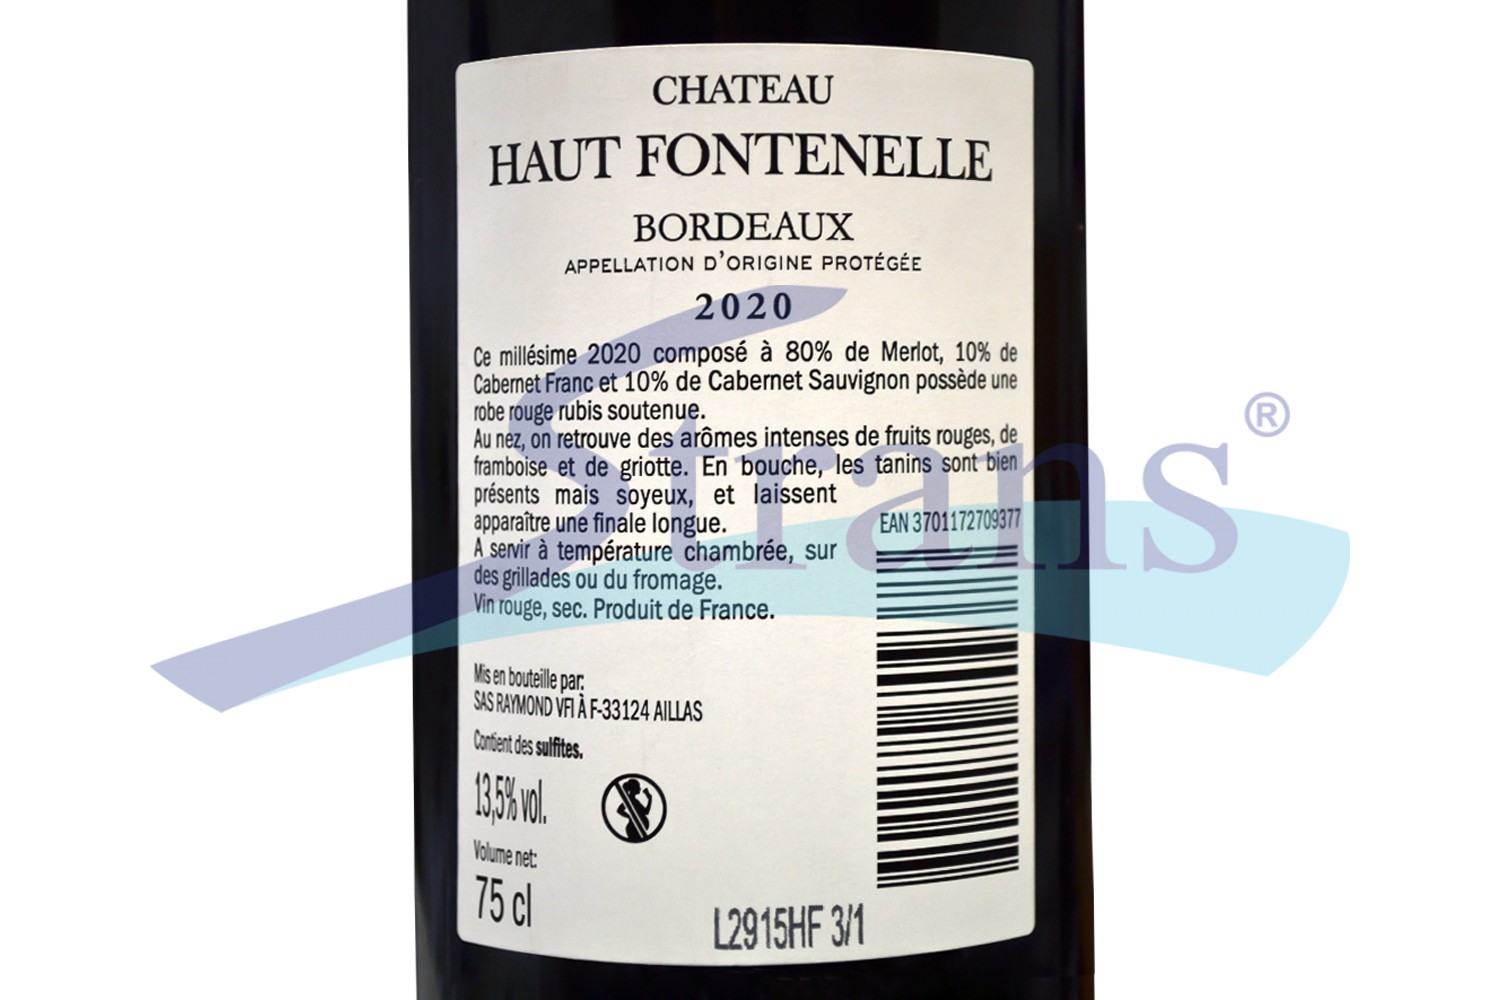 CHATEAU
HAUT FONTENELLE
BORDEAUX
APPELLATION D'ORIGINE PROTÉGÉE
2020
Ce millésime 2020 composé à 80% de Merlot, 10% de
Cabernet Franc et 10% de Cabernet Sauvignon possède une
robe rouge rubis soutenue.
Au nez, on retrouve des arômes intenses de fruits rouges, de
framboise et de griotte. En bouche, les tanins sont bien
présents mais soyeux, et laissent
apparaître une finale longue.
A servir à température chambrée, sur
des grillades ou du fromage.
Vin rouge, sec. Produit de France.
EAN 3701172709377
Mis en bouteille par:
SAS RAYMOND VFI À F-33124 AILLAS
Contient des sulfites.
13,5% vol.
Volume net:
75 cl
L2915HF 3/1
Strans®